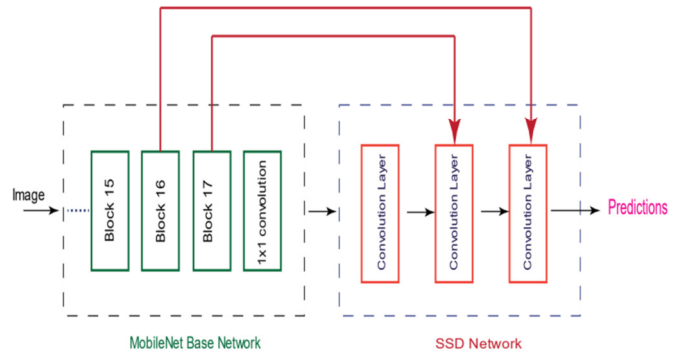 Image
Block 15
Block 16
Block 17
1x1 convolution
Convolution Layer
Convolution Layer
Convolution Layer
Predictions
MobileNet Base Network
SSD Network